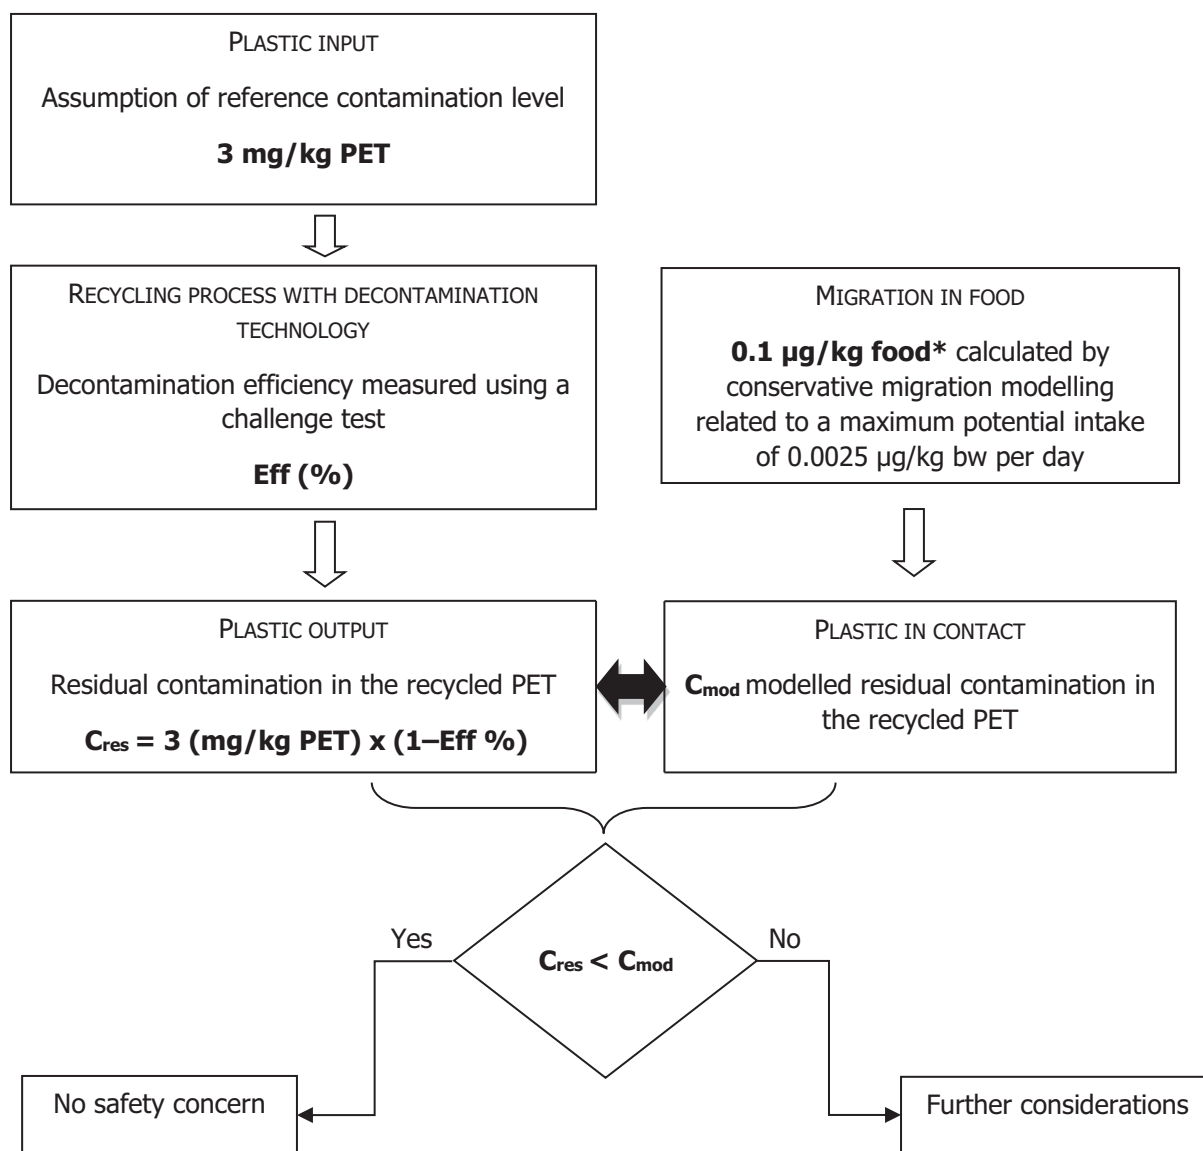 PLASTIC INPUT
Assumption of reference contamination level
3 mg/kg PET
RECYCLING PROCESS WITH DECONTAMINATION
TECHNOLOGY
Decontamination efficiency measured using a
challenge test
Eff (%)
MIGRATION IN FOOD
0.1 µg/kg food* calculated by
conservative migration modelling
related to a maximum potential intake
of 0.0025 µg/kg bw per day
PLASTIC OUTPUT
Residual contamination in the recycled PET
Cres = 3 (mg/kg PET) x (1–Eff %)
PLASTIC IN CONTACT
Cmod modelled residual contamination in
the recycled PET
Yes
Cres < Cmod
No
No safety concern
Further considerations